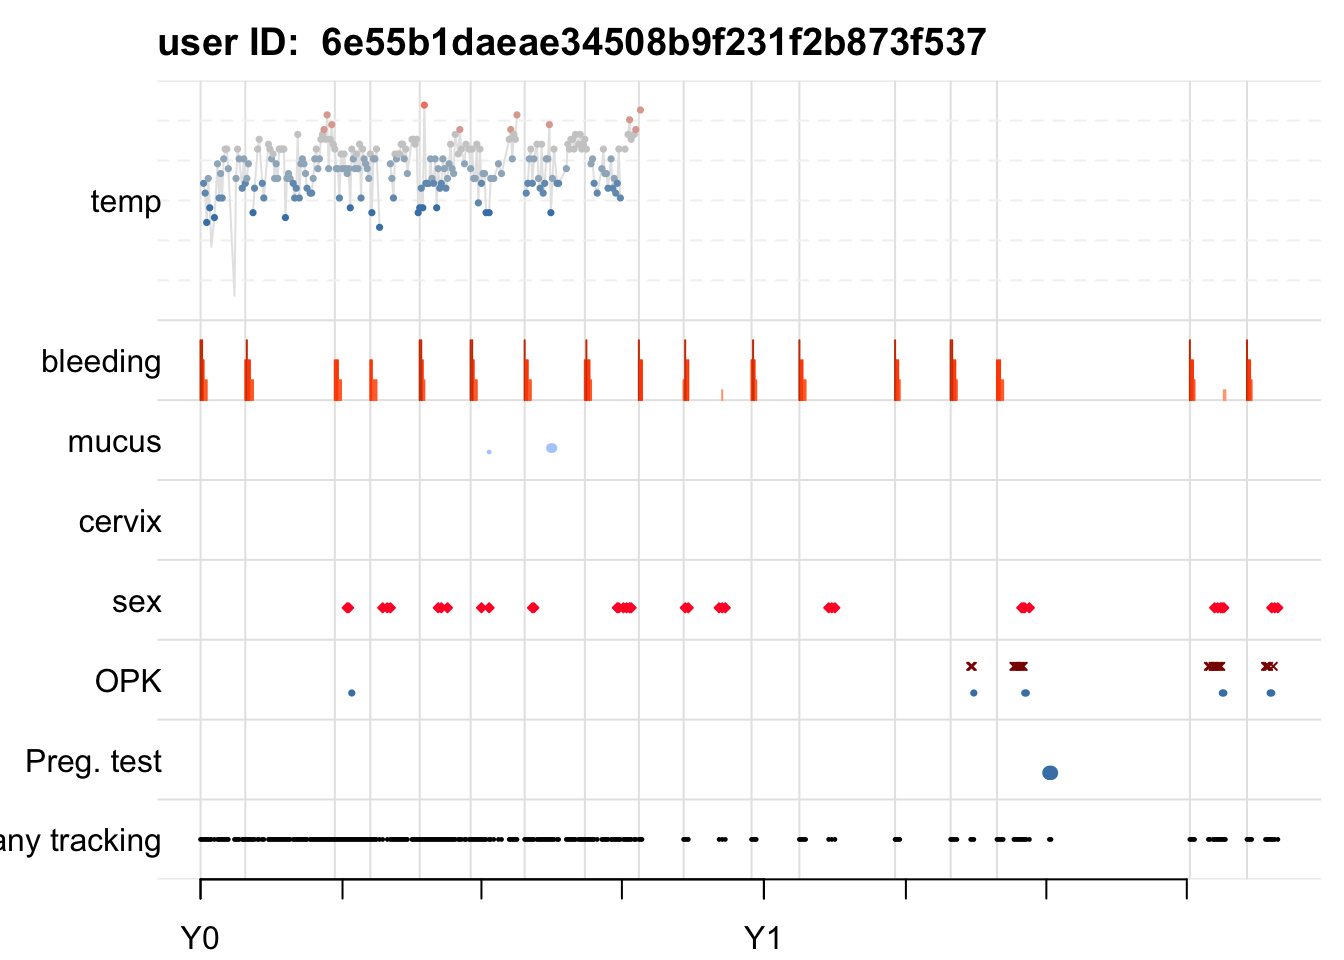 user ID:  6e55b1daeae34508b9f231f2b873f537
temp
bleeding
mucus
cervix
sex
OPK
Preg. test
any tracking
Y0
Y1